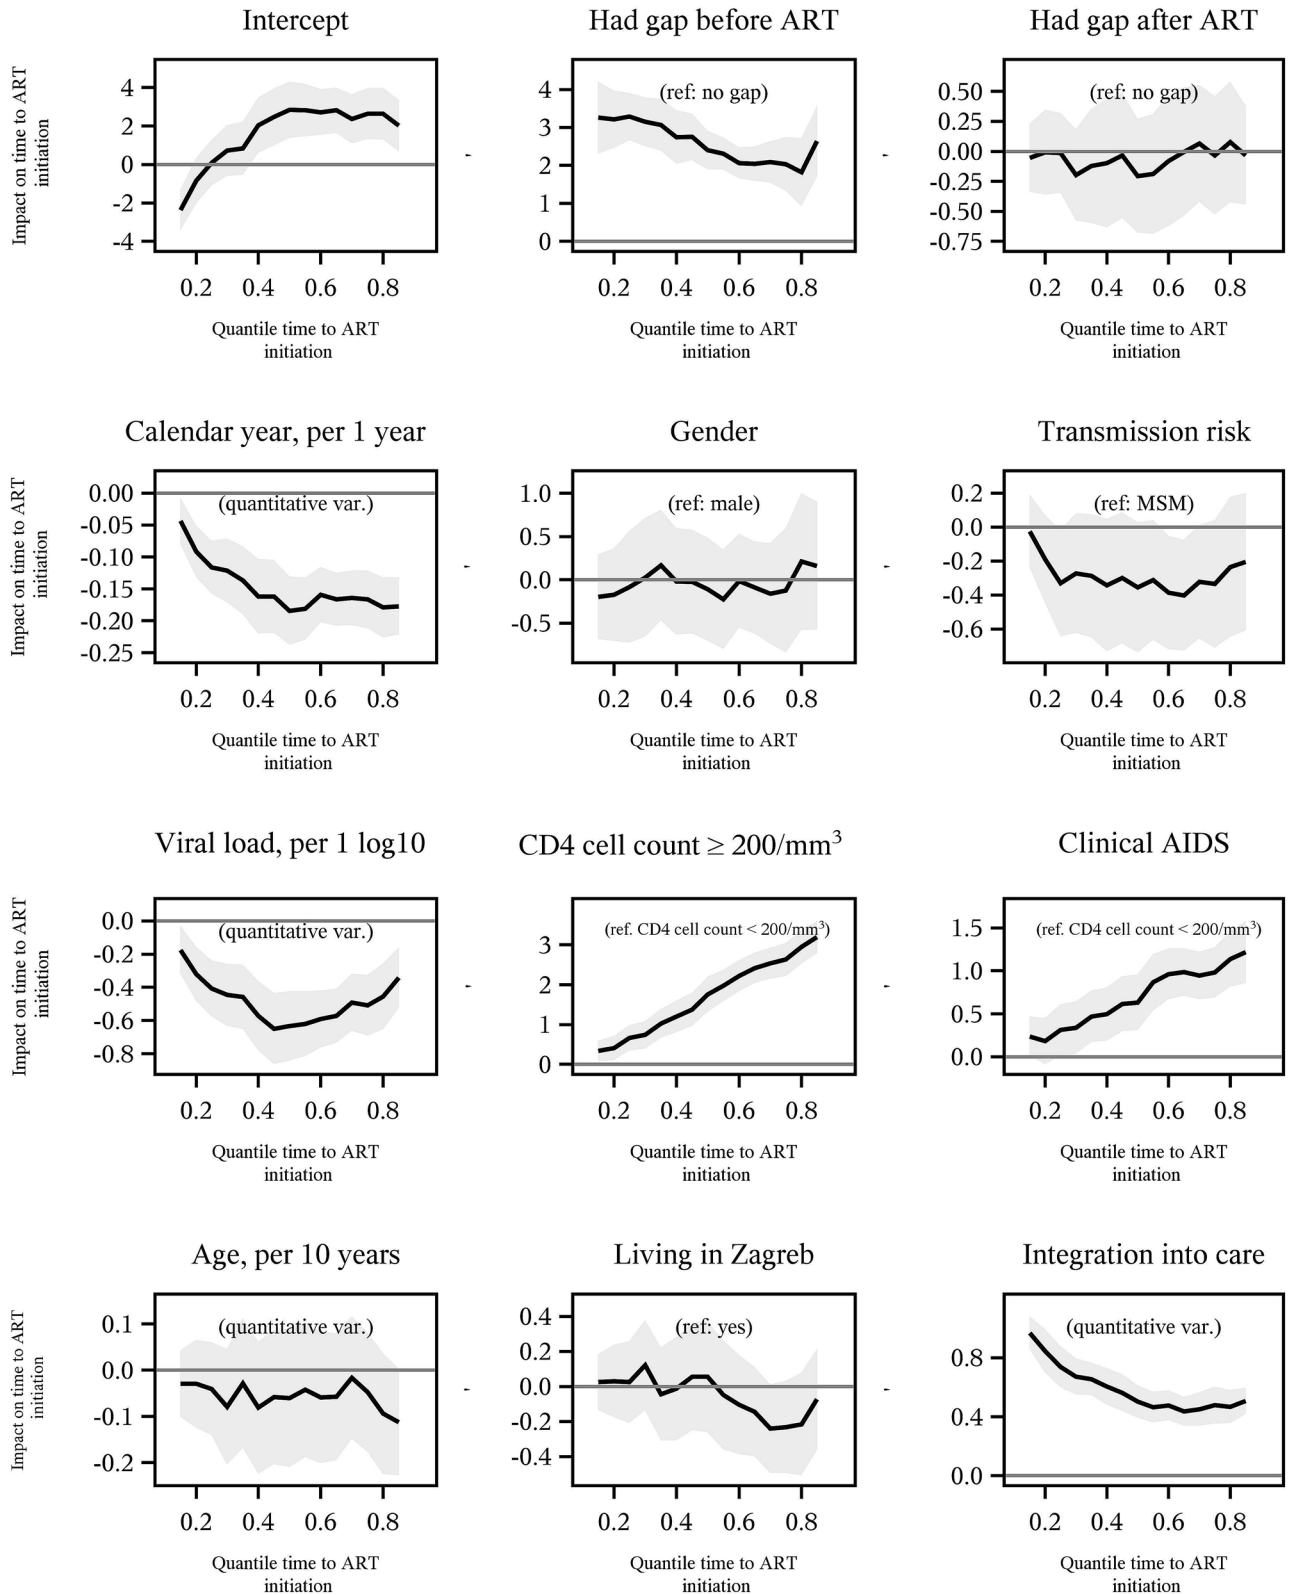 Intercept
Had gap before ART
Had gap after ART
Impact on time to ART
initiation
4
2
0
-2
-4
0.2 0.4 0.6 0.8
Quantile time to ART
initiation
(ref: no gap)
4
3
2
1
0
0.2 0.4 0.6 0.8
Quantile time to ART
initiation
(ref: no gap)
0.50
0.25
0.00
-0.25
-0.50
-0.75
0.2 0.4 0.6 0.8
Quantile time to ART
initiation
Calendar year, per 1 year
Gender
Transmission risk
Impact on time to ART
initiation
(quantitative var.)
0.00
-0.05
-0.10
-0.15
-0.20
-0.25
0.2 0.4 0.6 0.8
Quantile time to ART
initiation
(ref: male)
1.0
0.5
0.0
-0.5
0.2 0.4 0.6 0.8
Quantile time to ART
initiation
(ref: MSM)
0.2
0.0
-0.2
-0.4
-0.6
0.2 0.4 0.6 0.8
Quantile time to ART
initiation
Viral load, per 1 log10
CD4 cell count ≥ 200/mm³
Clinical AIDS
Impact on time to ART
initiation
(quantitative var.)
0.0
-0.2
-0.4
-0.6
-0.8
0.2 0.4 0.6 0.8
Quantile time to ART
initiation
(ref. CD4 cell count < 200/mm³)
3
2
1
0
0.2 0.4 0.6 0.8
Quantile time to ART
initiation
(ref. CD4 cell count < 200/mm³)
1.5
1.0
0.5
0.0
0.2 0.4 0.6 0.8
Quantile time to ART
initiation
Age, per 10 years
Living in Zagreb
Integration into care
Impact on time to ART
initiation
(quantitative var.)
0.1
0.0
-0.1
-0.2
0.2 0.4 0.6 0.8
Quantile time to ART
initiation
(ref: yes)
0.4
0.2
0.0
-0.2
-0.4
0.2 0.4 0.6 0.8
Quantile time to ART
initiation
(quantitative var.)
0.8
0.4
0.0
0.2 0.4 0.6 0.8
Quantile time to ART
initiation